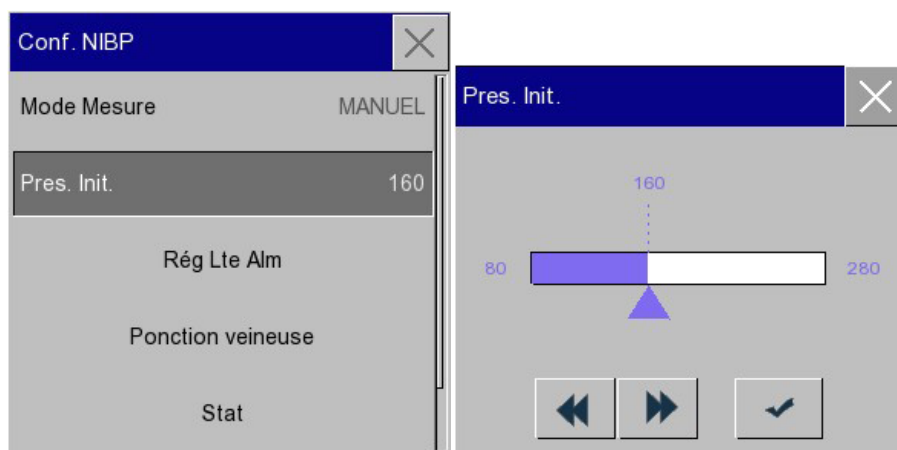 Conf. NIBP
Mode Mesure MANUEL
Pres. Init. 160
Rég Lte Alm
Ponction veineuse
Stat
Pres. Init.
160
80 280